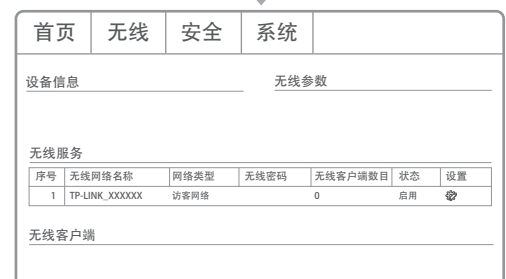 首页 无线 安全 系统
设备信息 无线参数
无线服务
序号 无线网络名称 网络类型 无线密码 无线客户端数目 状态 设置
1 TP-LINK_XXXXXX 访客网络 0 启用
无线客户端